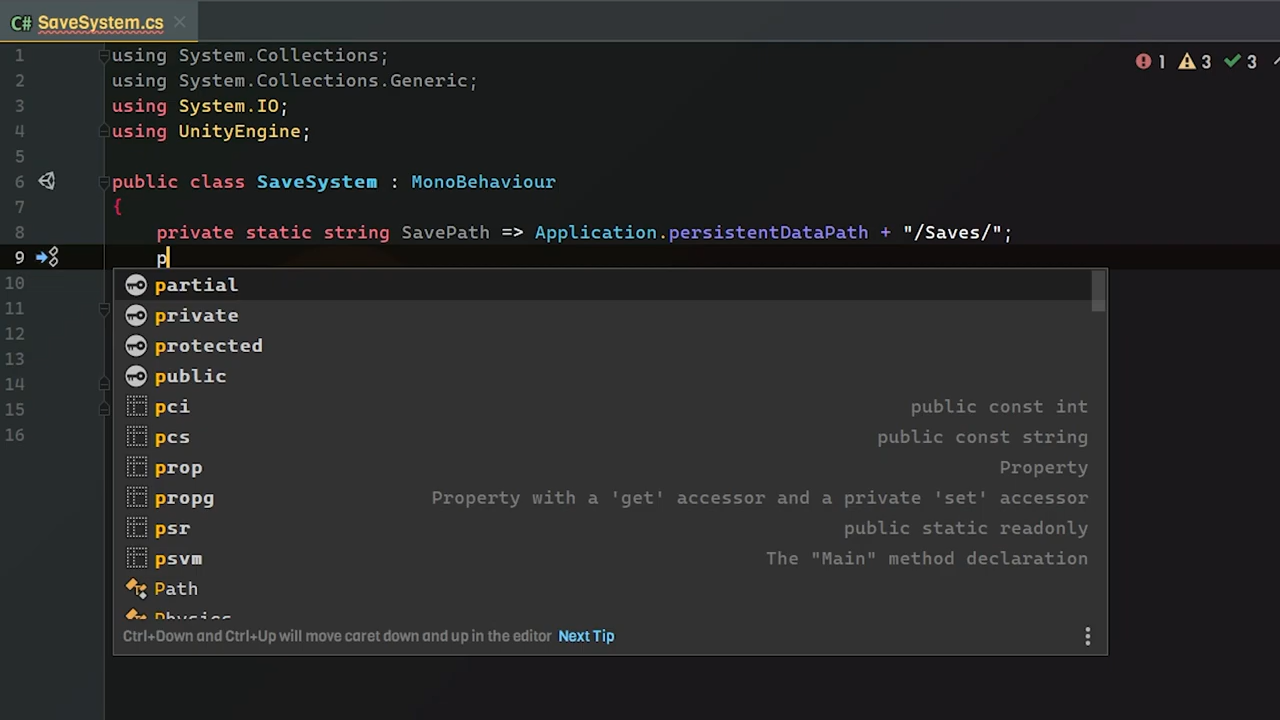 C# SaveSystem.cs
1 using System.Collections;
2 using System.Collections.Generic;
3 using System.IO;
4 using UnityEngine;
5
6 public class SaveSystem : MonoBehaviour
7 {
8 private static string SavePath => Application.persistentDataPath + "/Saves/";
9 p
10
11
12
13
14
15
16
1 3 3
partial
private
protected
public
pci public const int
pcs public const string
prop Property
propg Property with a 'get' accessor and a private 'set' accessor
psr public static readonly
psvm The "Main" method declaration
Path
Physics
Ctrl+Down and Ctrl+Up will move caret down and up in the editor Next Tip